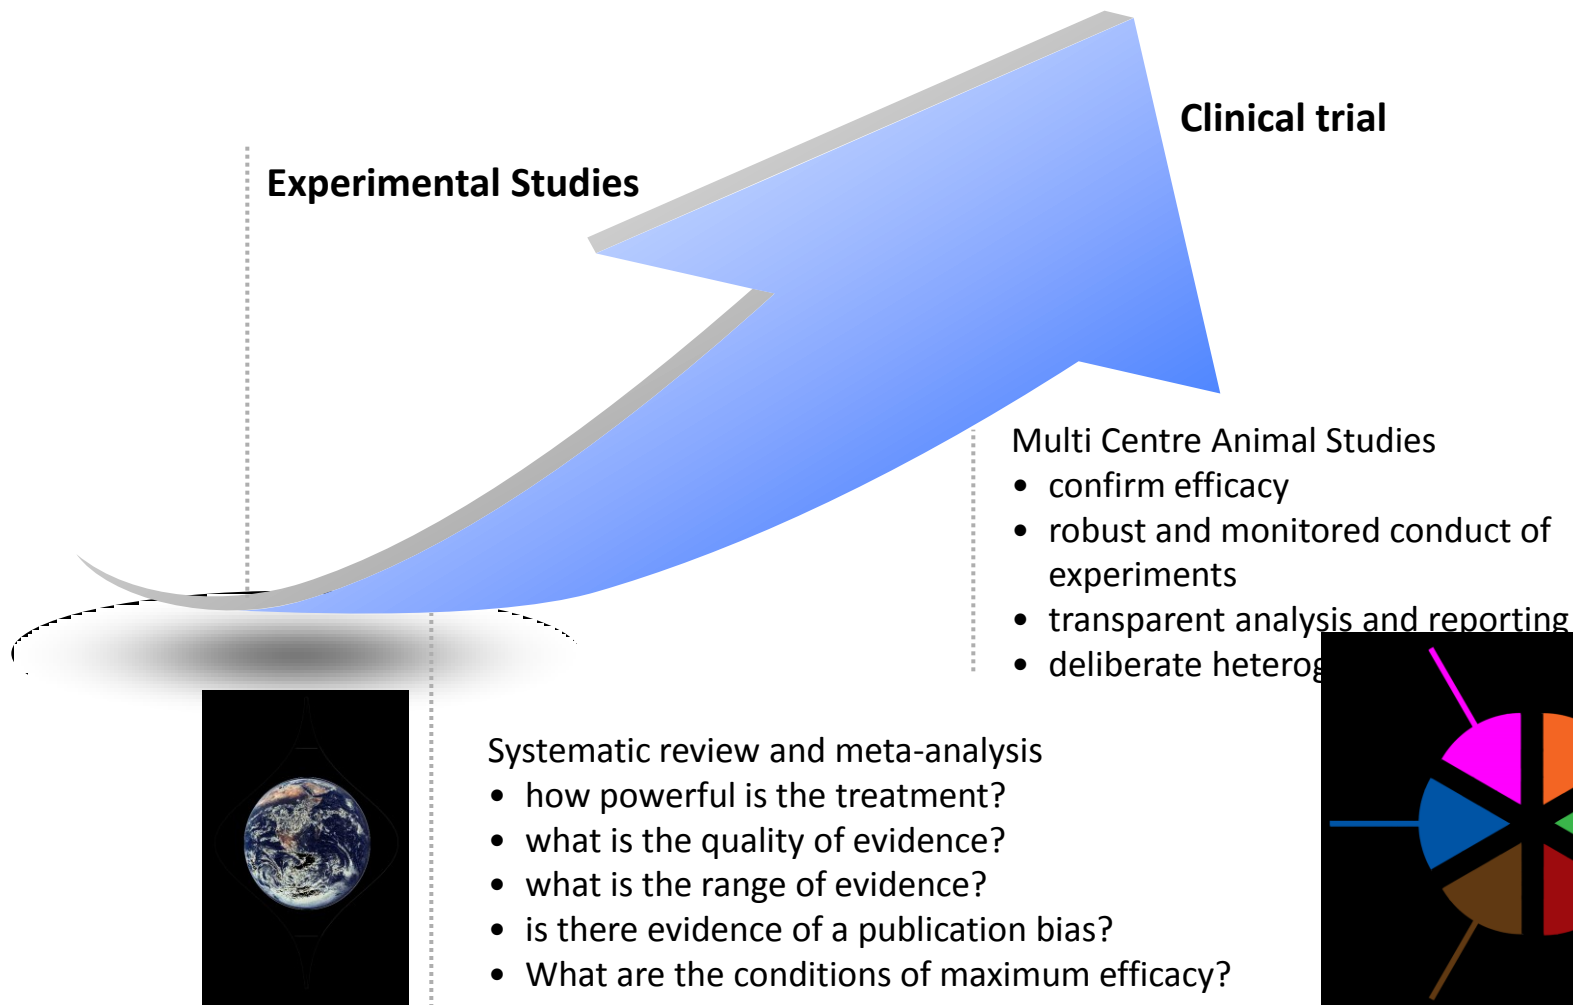 Clinical trial
Experimental Studies
Multi Centre Animal Studies
• confirm efficacy
• robust and monitored conduct of
experiments
• transparent analysis and reporting
• deliberate
Systematic review and meta-analysis
• how powerful is the treatment?
• what is the quality of evidence?
• what is the range of evidence?
• is there evidence of a publication bias?
• What are the conditions of maximum efficacy?